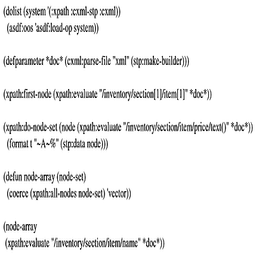 (dolist (system '(:xpath :cxml-stp :cxml))
(asdf:oos 'asdf:load-op system))
(defparameter *doc* (cxml:parse-file "xml" (stp:make-builder)))
(xpath:first-node (xpath:evaluate "/inventory/section[1]/item[1]" *doc*))
(xpath:do-node-set (node (xpath:evaluate "/inventory/section/item/price/text()" *doc*))
(format t "~A~%" (stp:data node)))
(defun node-array (node-set)
(coerce (xpath:all-nodes node-set) 'vector))
(node-array
(xpath:evaluate "/inventory/section/item/name" *doc*))